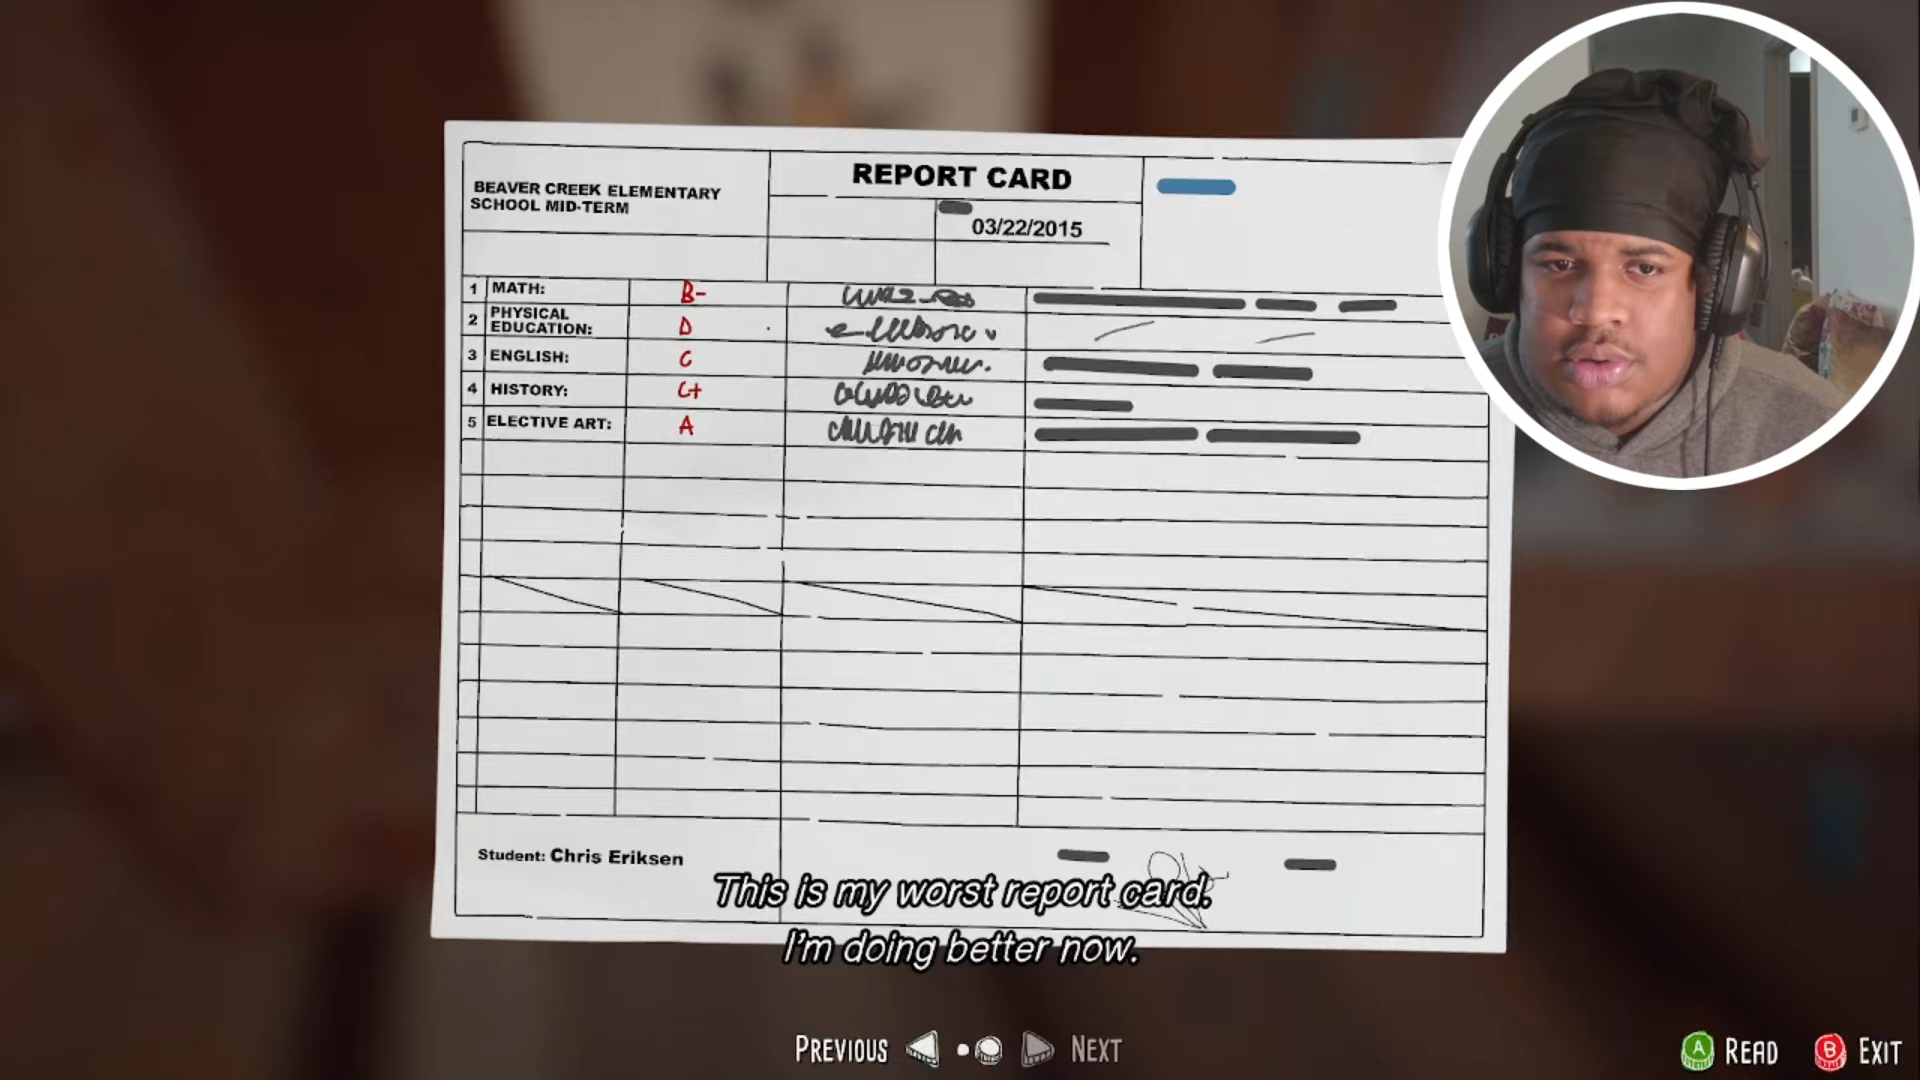 REPORT CARD
BEAVER CREEK ELEMENTARY
SCHOOL MID-TERM
03/22/2015
1 MATH: B-
2 PHYSICAL EDUCATION: D
3 ENGLISH: C
4 HISTORY: C+
5 ELECTIVE ART: A
Student: Chris Eriksen
This is my worst report card.
I'm doing better now.
PREVIOUS NEXT
A READ B EXIT